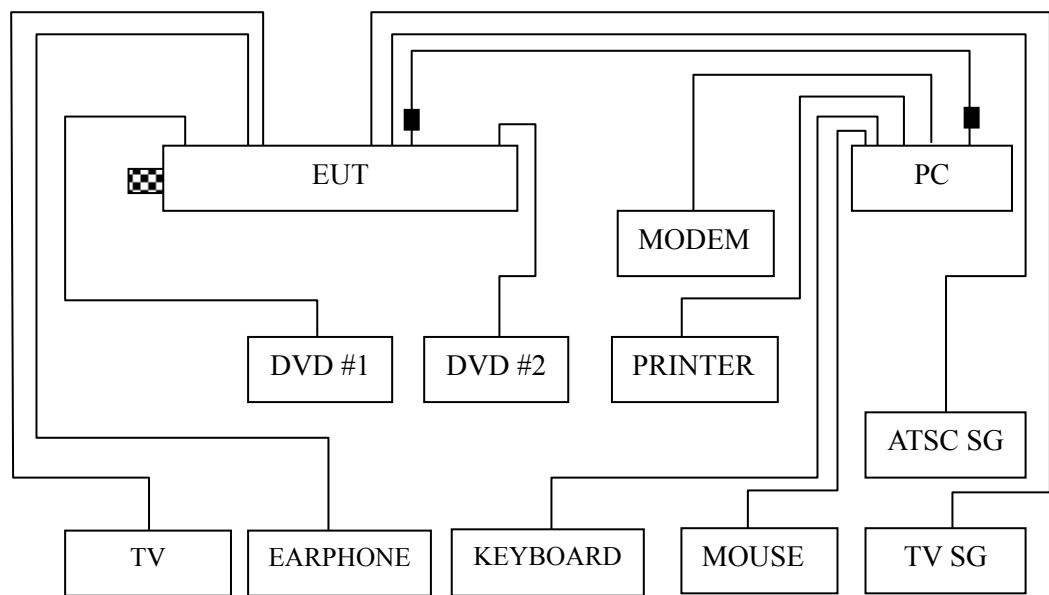 EUT
PC
MODEM
DVD #1
DVD #2
PRINTER
ATSC SG
TV
EARPHONE
KEYBOARD
MOUSE
TV SG